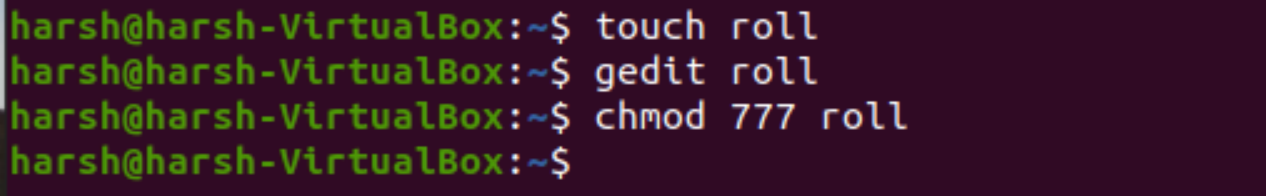 harsh@harsh-VirtualBox:~$ touch roll
harsh@harsh-VirtualBox:~$ gedit roll
harsh@harsh-VirtualBox:~$ chmod 777 roll
harsh@harsh-VirtualBox:~$